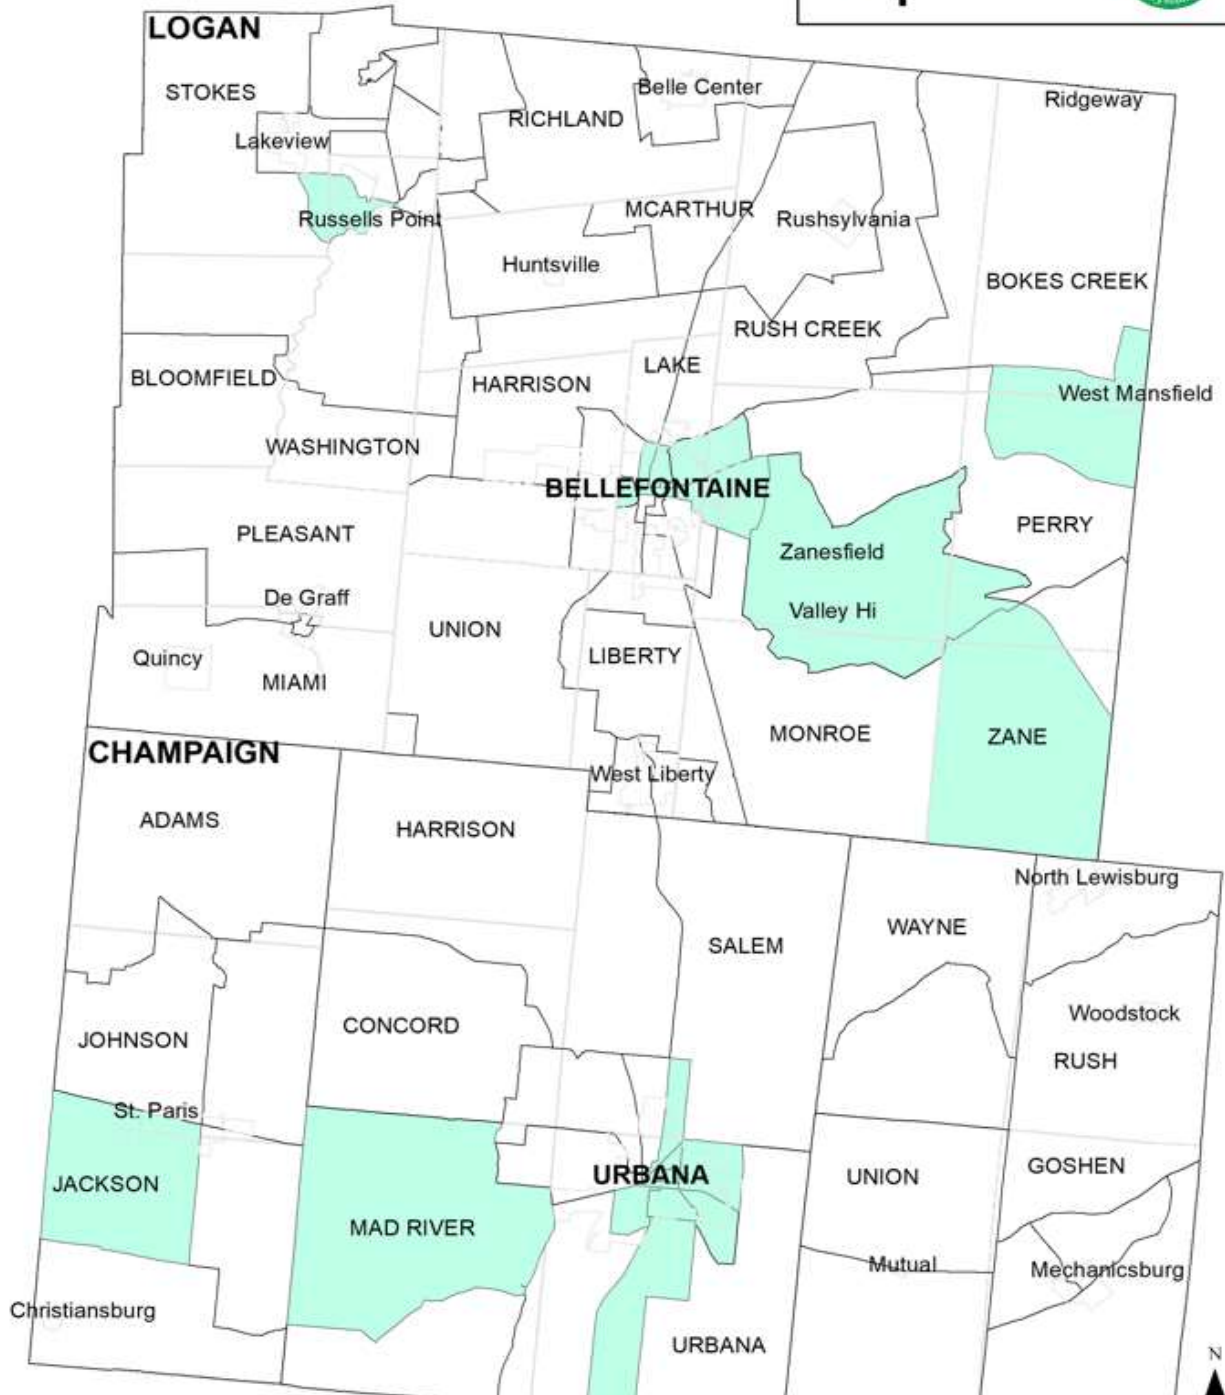 LOGAN
STOKES
Belle Center
Ridgeway
RICHLAND
Lakeview
MCARTHUR
Rushsylvania
Russells Point
Huntsville
BOKES CREEK
RUSH CREEK
LAKE
BLOOMFIELD
HARRISON
West Mansfield
WASHINGTON
BELLEFONTAINE
PERRY
PLEASANT
Zanesfield
De Graff
Valley Hi
UNION
LIBERTY
Quincy
MIAMI
MONROE
ZANE
CHAMPAIGN
West Liberty
ADAMS
HARRISON
North Lewisburg
WAYNE
SALEM
Woodstock
CONCORD
JOHNSON
RUSH
St. Paris
GOSHEN
URBANA
UNION
JACKSON
MAD RIVER
Mutual
Mechanicsburg
Christiansburg
URBANA
N